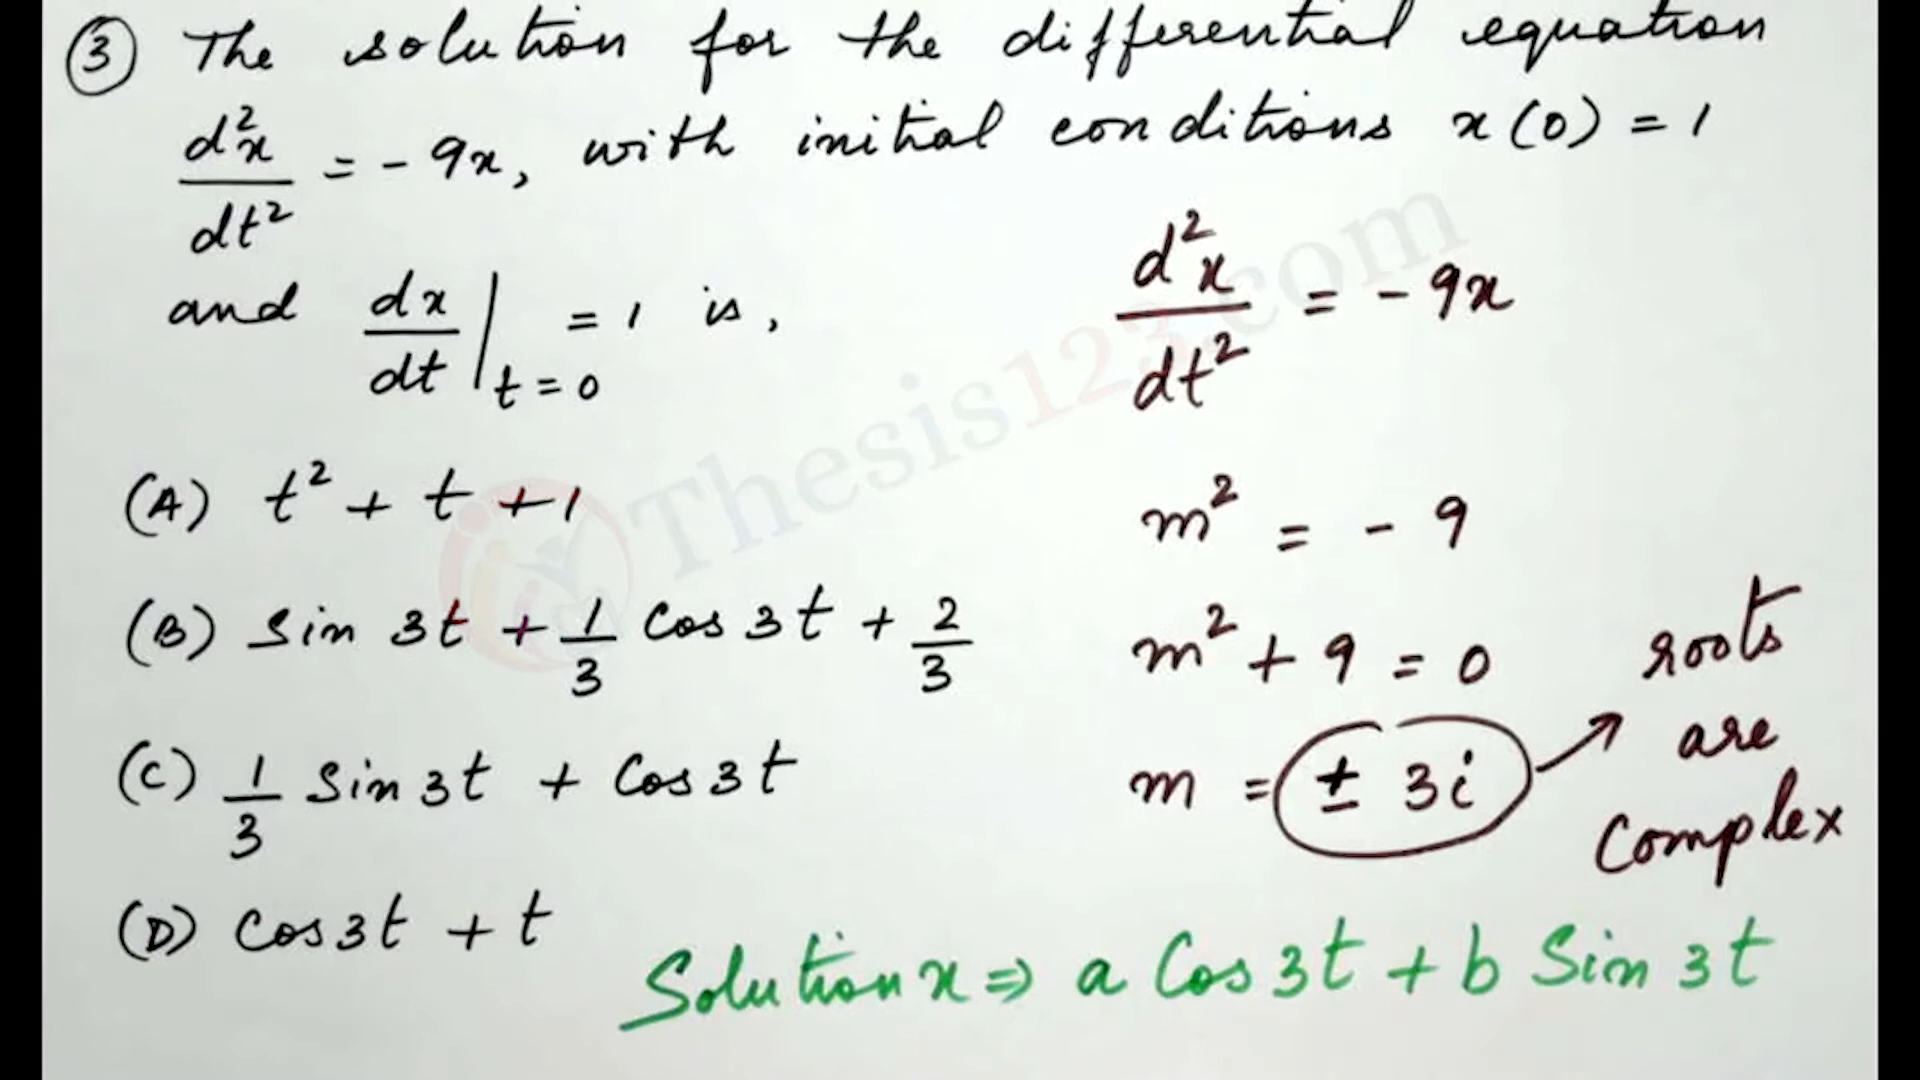 ③ The solution for the differential equation
d²x/dt² = -9x, with initial conditions x(0) = 1
and dx/dt |t=0 = 1 is,
(A) t² + t + 1
(B) Sin 3t + 1/3 Cos 3t + 2/3
(C) 1/3 Sin 3t + Cos 3t
(D) Cos 3t + t
d²x/dt² = -9x
m² = -9
m² + 9 = 0
m = ± 3i
roots
are
Complex
Solution x ⇒ a Cos 3t + b Sin 3t
Thesis123.com